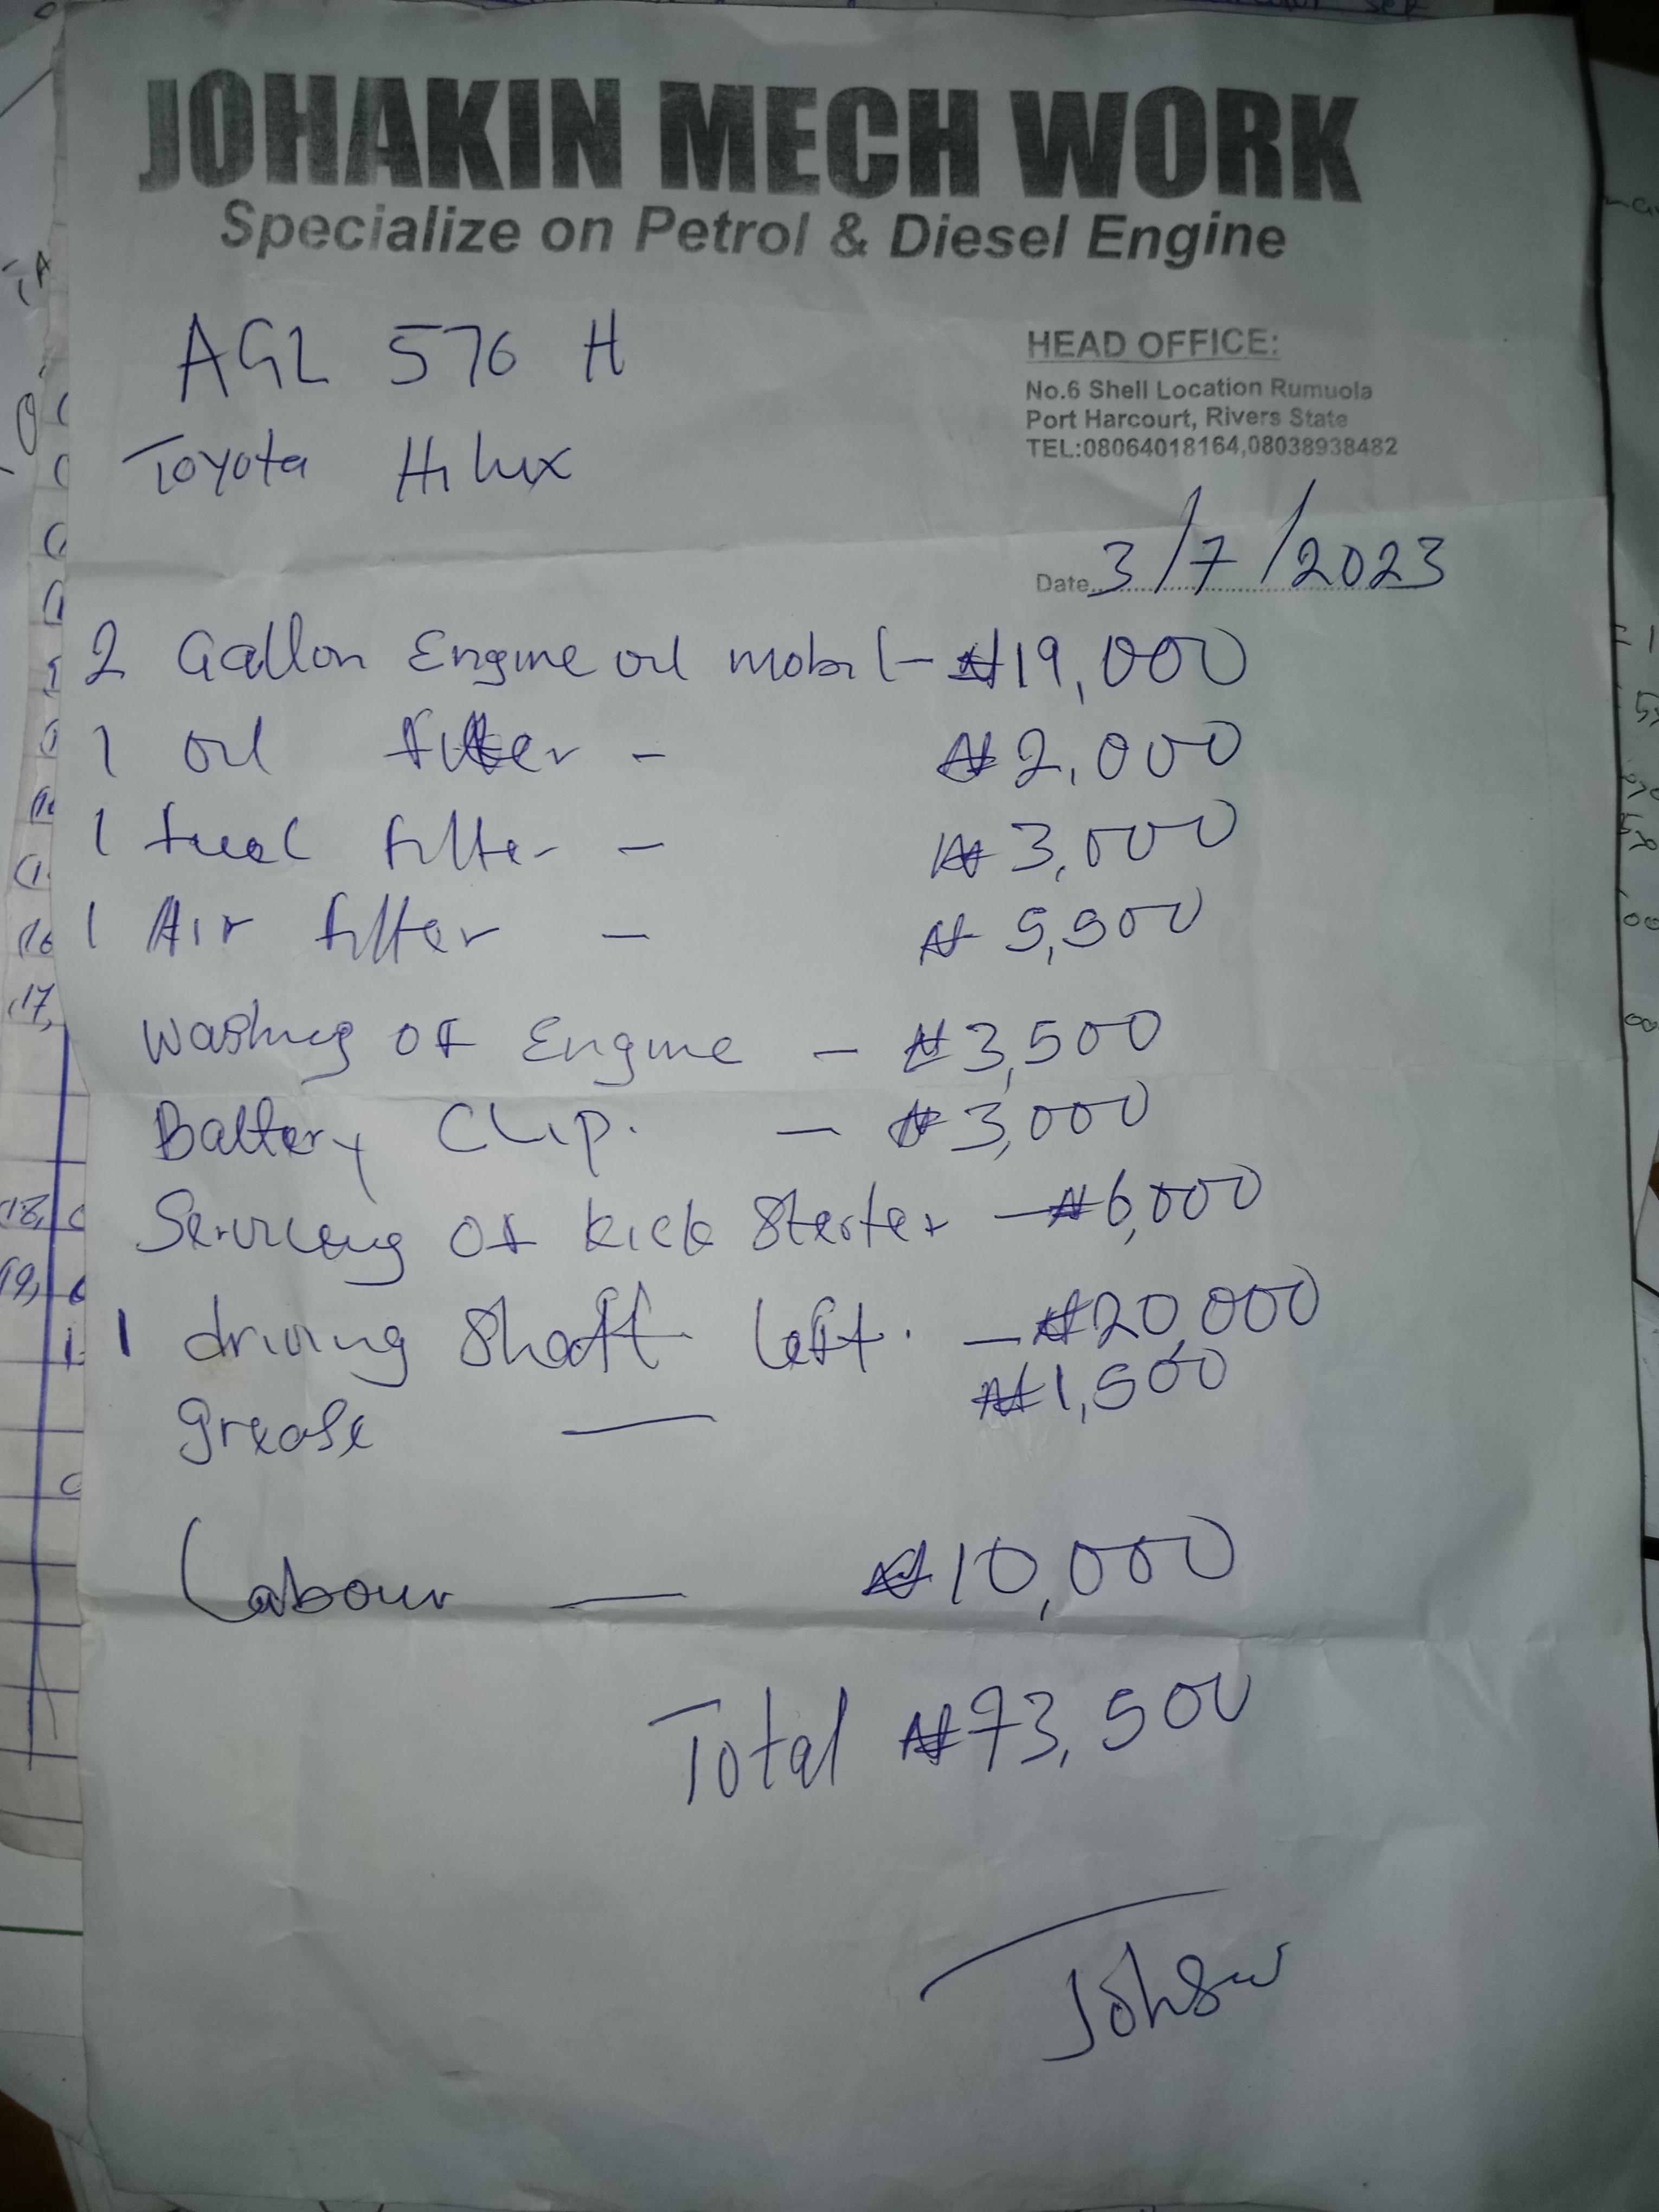 JOHAKIN MECH WORK
Specialize on Petrol & Diesel Engine
AGL 576 H
Toyota Hilux
HEAD OFFICE:
No.6 Shell Location Rumuola
Port Harcourt, Rivers State
TEL:08064018164,08038938482
Date 3/7/2023
2 Gallon Engine oil mobil - ₦19,000
1 oil filter - ₦2,000
1 fuel filter - ₦3,000
1 Air filter - ₦5,500
Washing of Engine - ₦3,500
Battery Clip. - ₦3,000
Servicing of kick Starter - ₦6,000
1 driving Shaft left. - ₦20,000
grease - ₦1,500
Labour - ₦10,000
Total ₦73,500